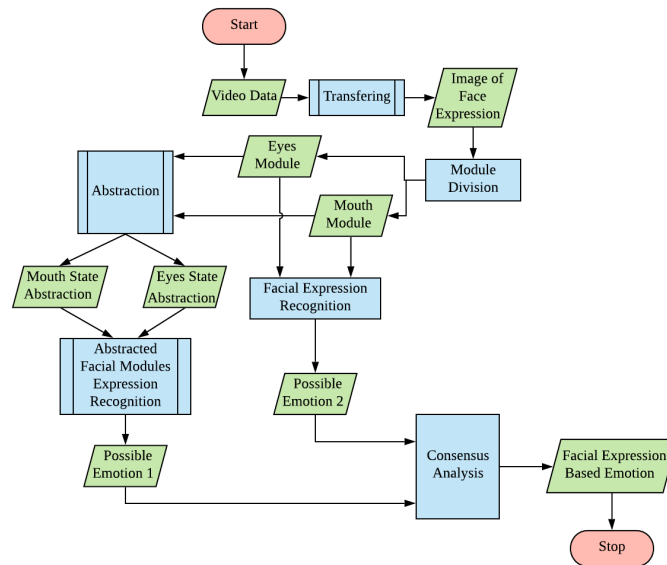 Start
Video Data
Transfering
Image of
Face
Expression
Eyes
Module
Module
Division
Abstraction
Mouth
Module
Mouth State
Abstraction
Eyes State
Abstraction
Facial Expression
Recognition
Abstracted
Facial Modules
Expression
Recognition
Possible
Emotion 2
Possible
Emotion 1
Consensus
Analysis
Facial Expression
Based Emotion
Stop